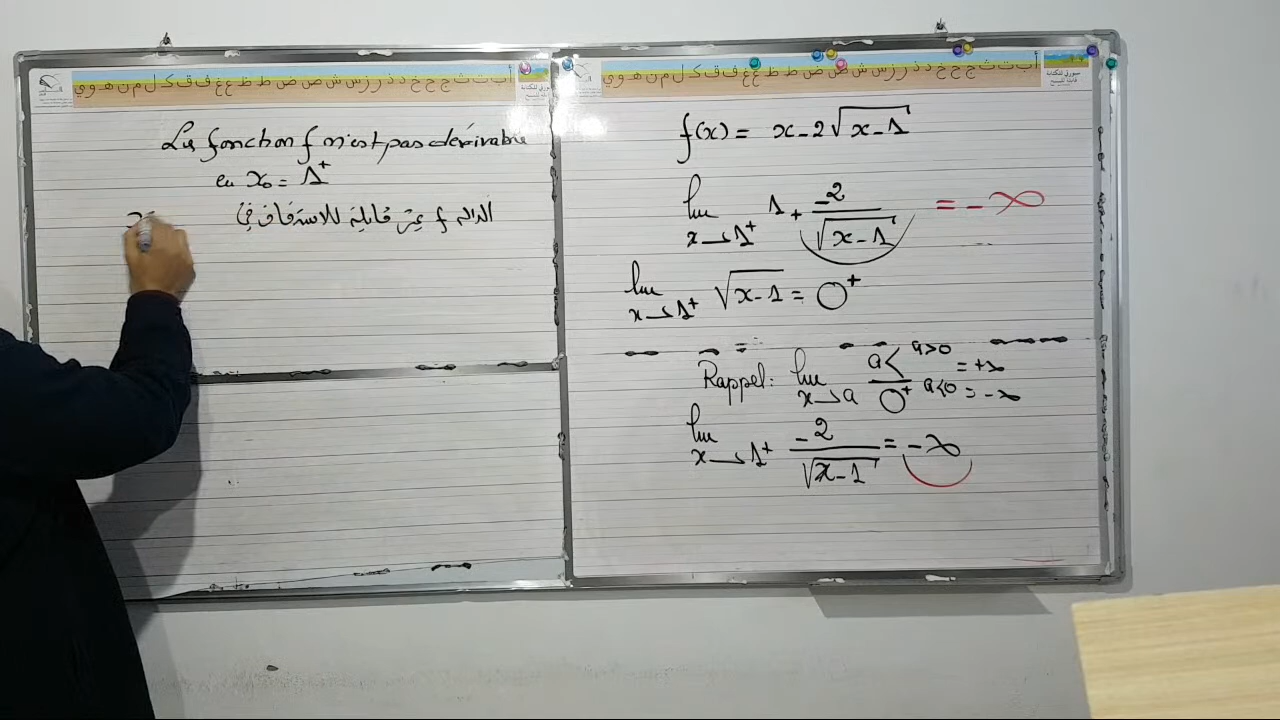 أ ب ت ث ج ح خ د ذ ر ز س ش ص ض ط ظ ع غ ف ق ك ل م ن ه و ي
La fonction f n'est pas dérivable
en x₀ = 1⁺
الدالة f غير قابلة للاشتقاق في
أ ب ت ث ج ح خ د ذ ر ز س ش ص ض ط ظ ع غ ف ق ك ل م ن ه و ي
f(x) = x - 2√(x-1)
lim x→1⁺ 1 + -2/√(x-1) = -∞
lim x→1⁺ √(x-1) = 0⁺
Rappel: lim x→a a/0⁺ < a>0 = +∞
a<0 = -∞
lim x→1⁺ -2/√(x-1) = -∞